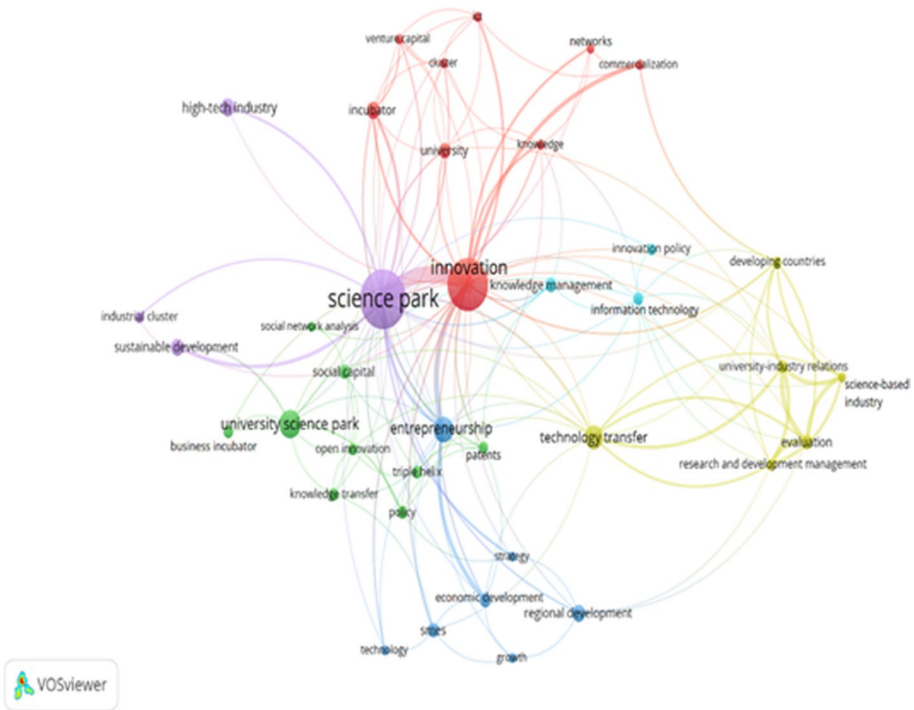 venture capital
networks
cluster
commercialization
high-tech industry
incubator
university
knowledge
innovation policy
developing countries
innovation
knowledge management
science park
information technology
industrial cluster
social network analysis
sustainable development
social capital
university-industry relations
science-based
industry
university science park
entrepreneurship
technology transfer
evaluation
business incubator
open innovation
patents
research and development management
triple helix
knowledge transfer
policy
strategy
economic development
regional development
smes
technology
growth
VOSviewer